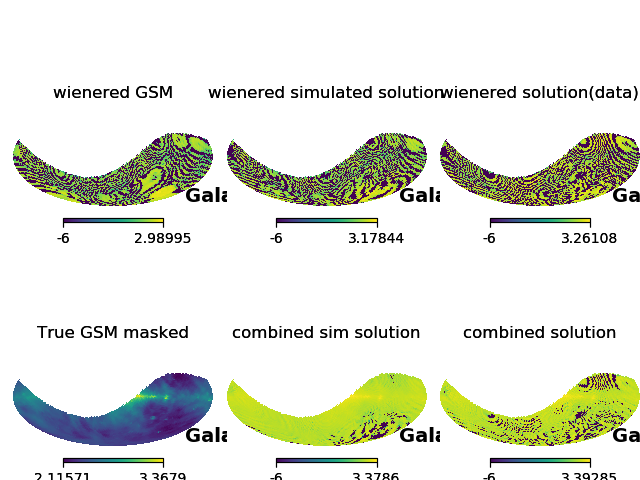 wienered GSM
wienered simulated solution
wienered solution(data)
Gala
Gala
Ga
-6 2.98995
-6 3.17844
-6 3.26108
True GSM masked
combined sim solution
combined solution
Gala
Gala
Ga
2.11571 3.3679
-6 3.3786
-6 3.39285